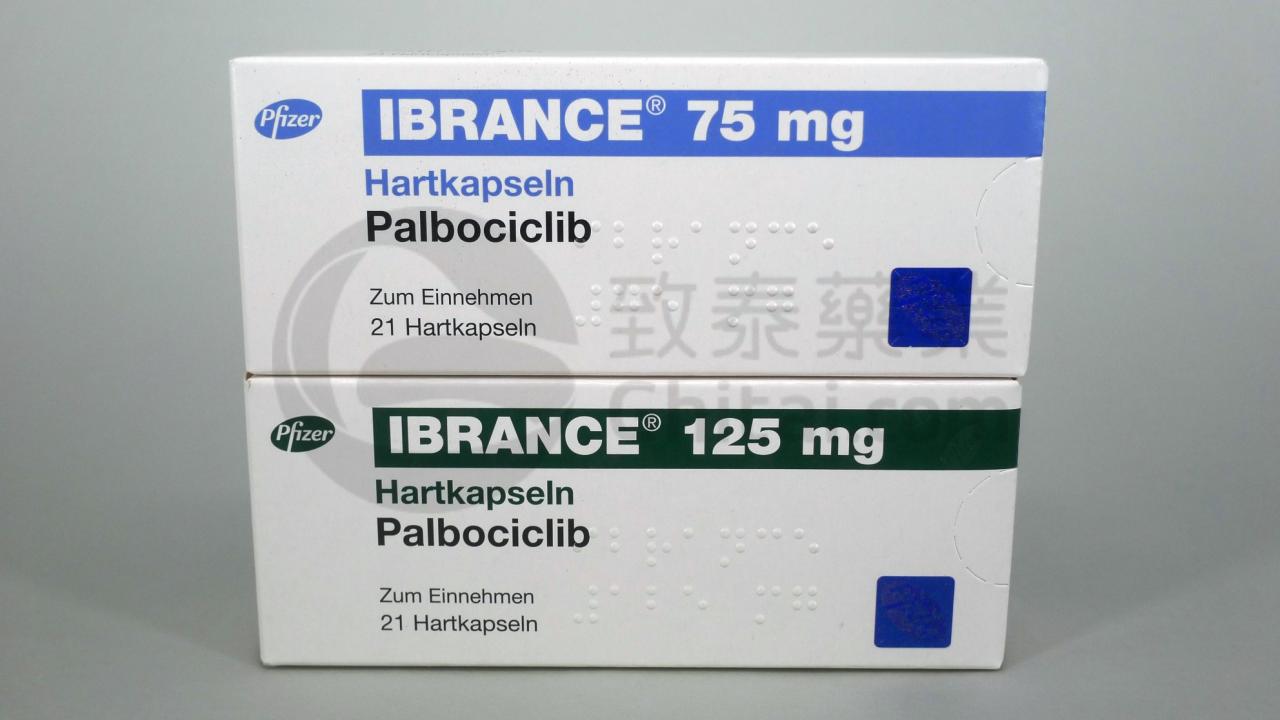 Pfizer
IBRANCE® 75 mg
Hartkapseln
Palbociclib
Zum Einnehmen
21 Hartkapseln
致泰藥業
Chitai.com
Pfizer
IBRANCE® 125 mg
Hartkapseln
Palbociclib
Zum Einnehmen
21 Hartkapseln